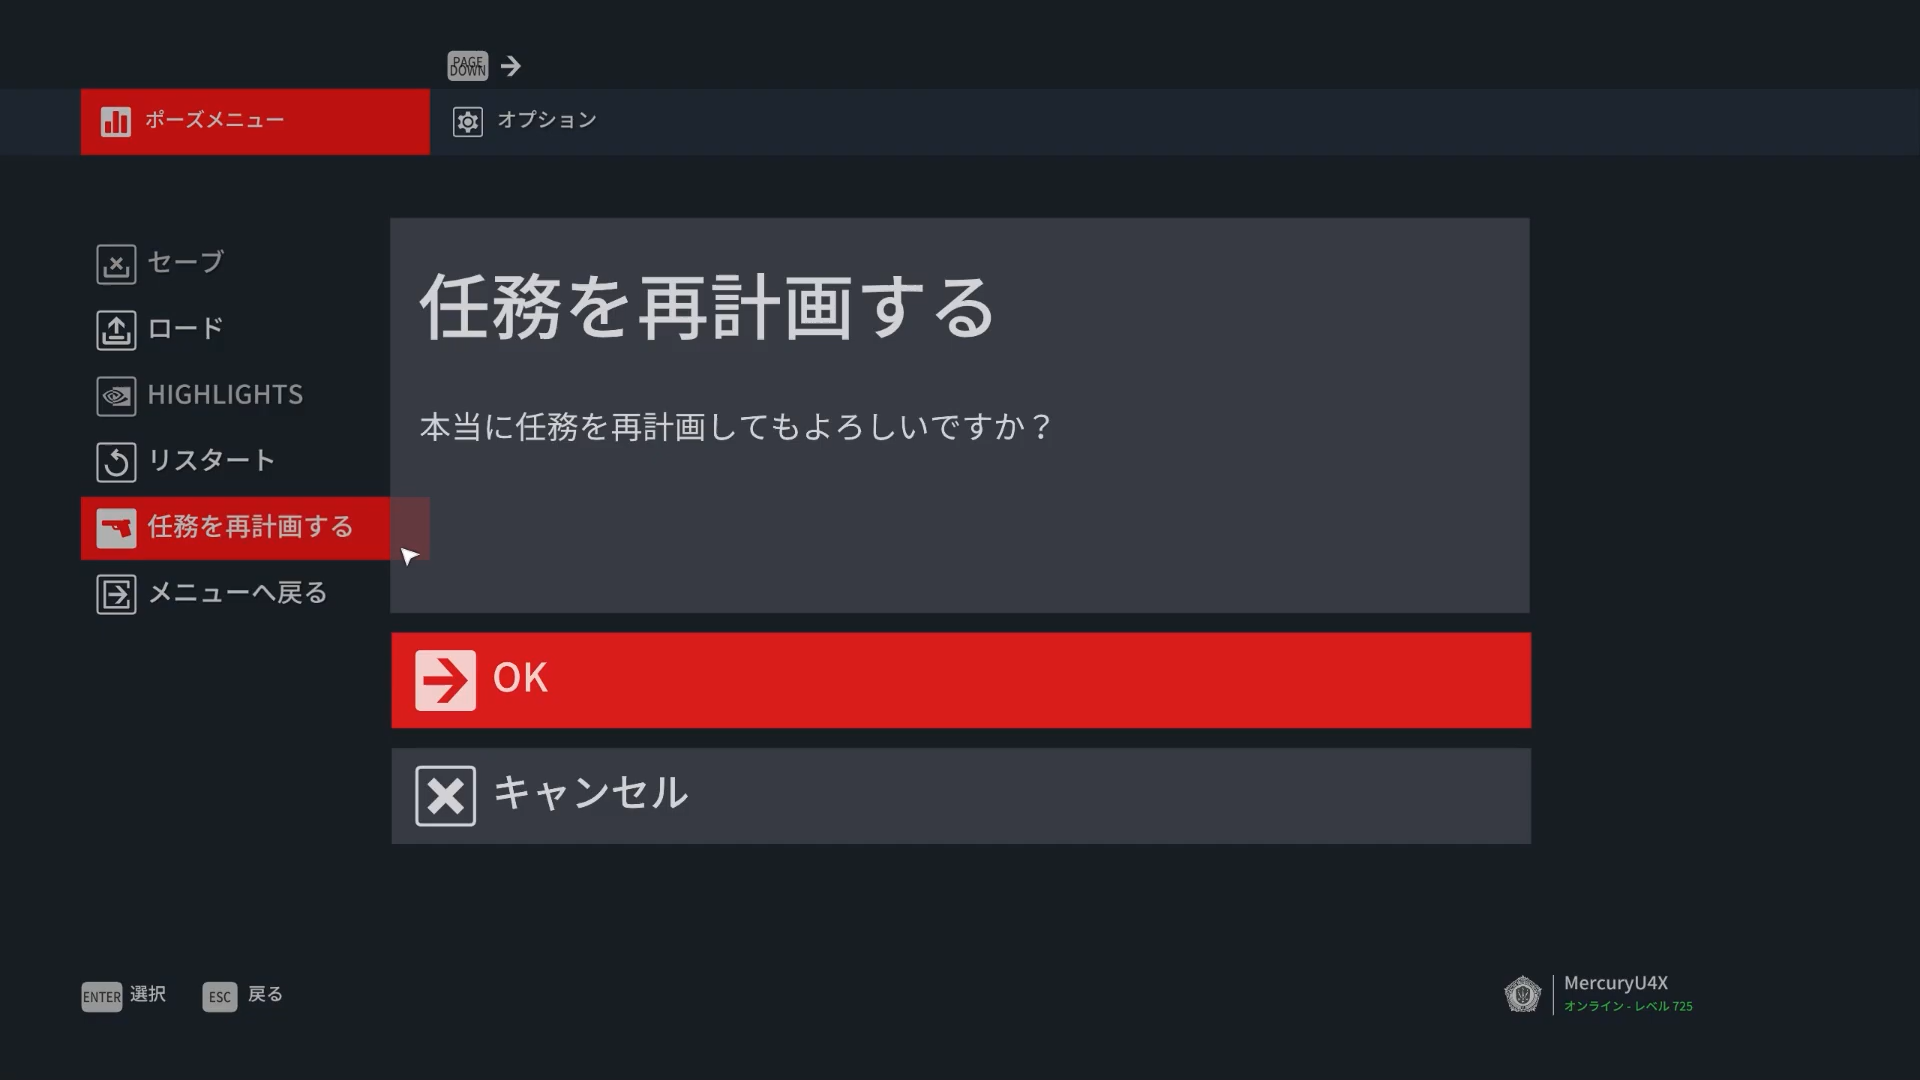 PAGE DOWN
ポーズメニュー
オプション
セーブ
ロード
HIGHLIGHTS
リスタート
任務を再計画する
メニューへ戻る
任務を再計画する
本当に任務を再計画してもよろしいですか？
OK
キャンセル
ENTER 選択
ESC 戻る
MercuryU4X
オンライン - レベル 725